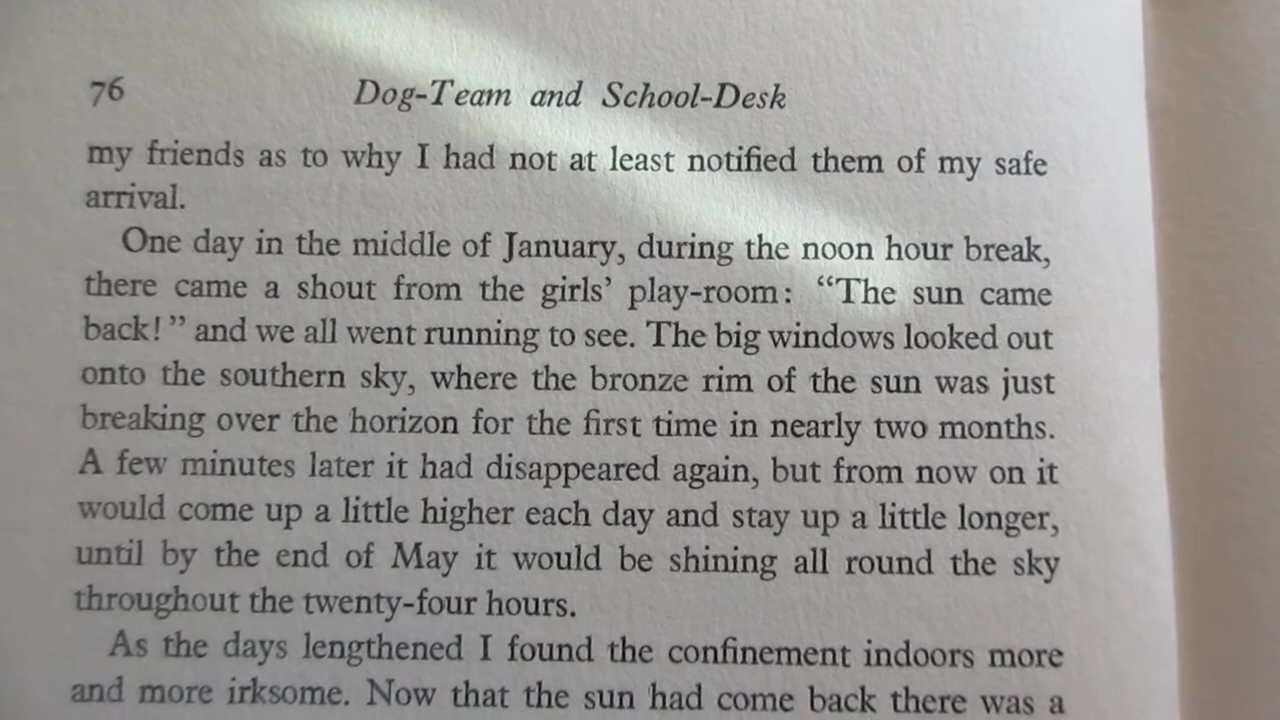 76 Dog-Team and School-Desk
my friends as to why I had not at least notified them of my safe
arrival.
One day in the middle of January, during the noon hour break,
there came a shout from the girls’ play-room: “The sun came
back!” and we all went running to see. The big windows looked out
onto the southern sky, where the bronze rim of the sun was just
breaking over the horizon for the first time in nearly two months.
A few minutes later it had disappeared again, but from now on it
would come up a little higher each day and stay up a little longer,
until by the end of May it would be shining all round the sky
throughout the twenty-four hours.
As the days lengthened I found the confinement indoors more
and more irksome. Now that the sun had come back there was a